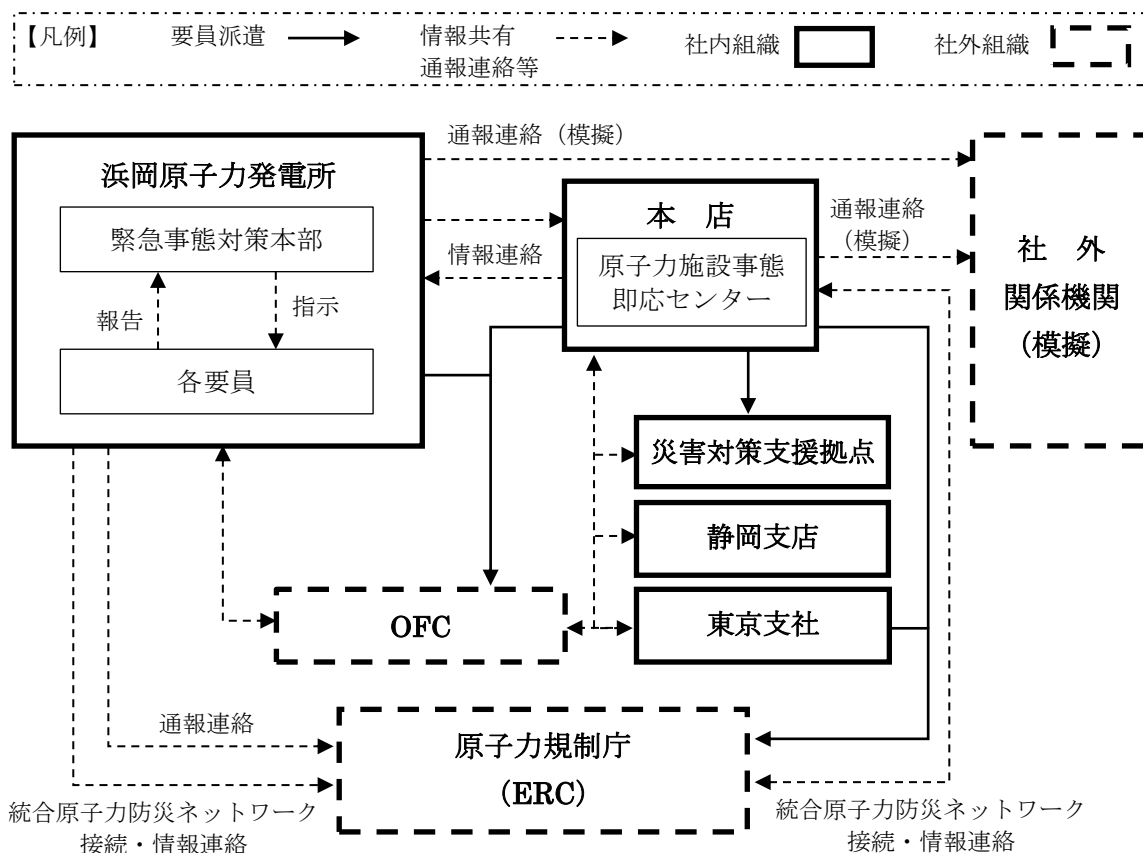 【凡例】 要員派遣 情報共有 社内組織 社外組織
通報連絡等
通報連絡（模擬）
浜岡原子力発電所
緊急事態対策本部
報告
指示
各要員
情報連絡
本　店
原子力施設事態
即応センター
通報連絡
（模擬）
社　外
関係機関
（模擬）
災害対策支援拠点
静岡支店
東京支社
OFC
通報連絡
原子力規制庁
（ERC）
統合原子力防災ネットワーク
接続・情報連絡
統合原子力防災ネットワーク
接続・情報連絡